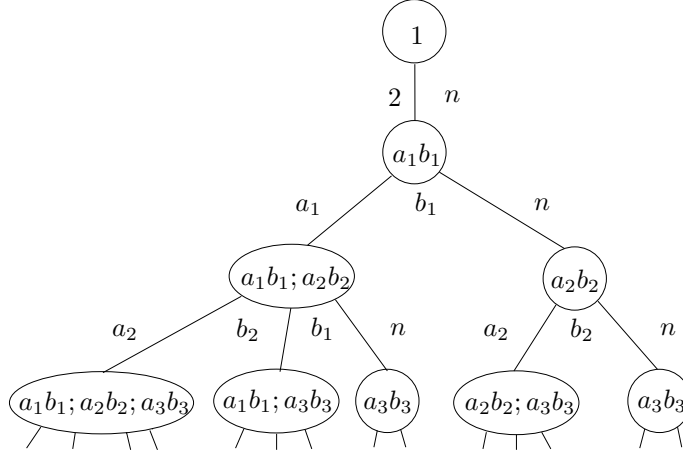 1
2 n
a₁b₁
a₁ b₁ n
a₁b₁; a₂b₂ a₂b₂
a₂ b₂ b₁ n a₂ b₂ n
a₁b₁; a₂b₂; a₃b₃ a₁b₁; a₃b₃ a₃b₃ a₂b₂; a₃b₃ a₃b₃